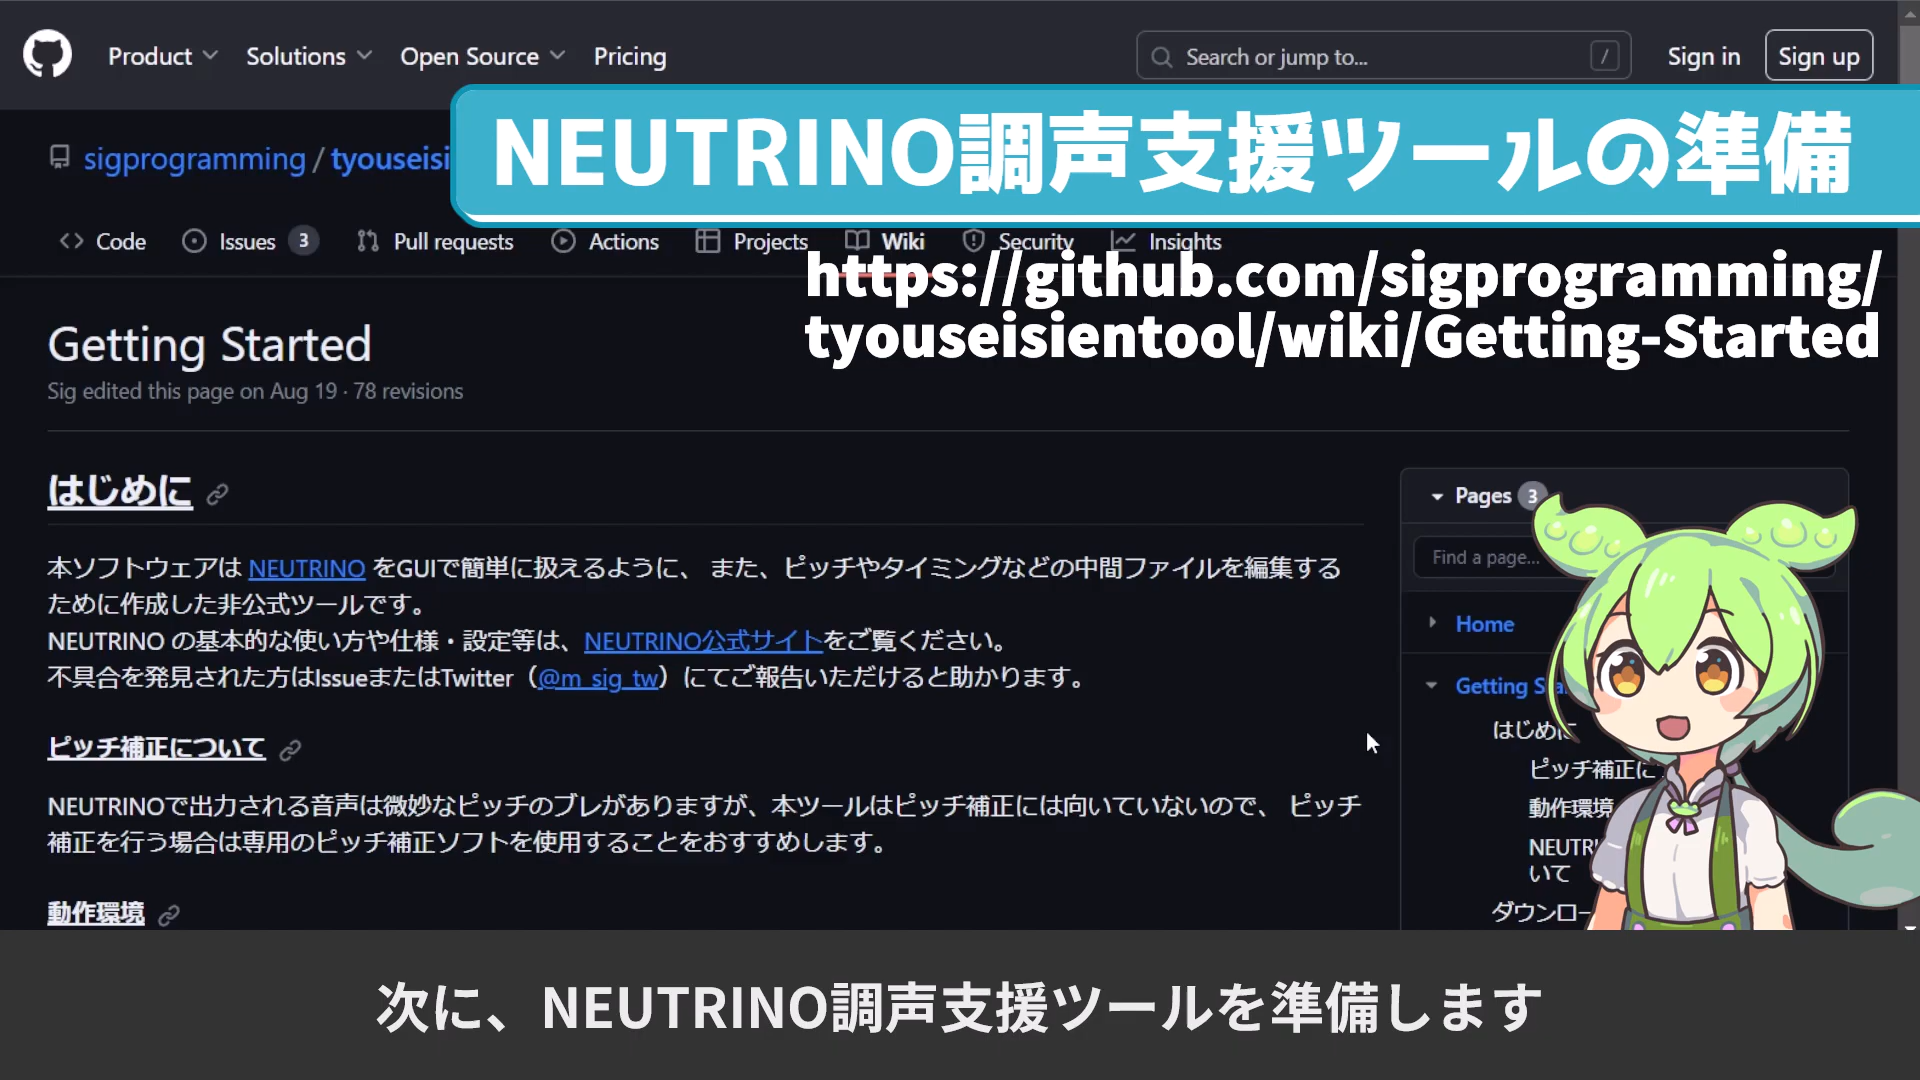 Product
Solutions
Open Source
Pricing
Search or jump to...
/
Sign in
Sign up
NEUTRINO調声支援ツールの準備
sigprogramming / tyouseisi
Code
Issues 3
Pull requests
Actions
Projects
Wiki
Security
Insights
https://github.com/sigprogramming/
tyouseisientool/wiki/Getting-Started
Getting Started
Sig edited this page on Aug 19 · 78 revisions
はじめに
本ソフトウェアは NEUTRINO をGUIで簡単に扱えるように、 また、ピッチやタイミングなどの中間ファイルを編集する
ために作成した非公式ツールです。
NEUTRINO の基本的な使い方や仕様・設定等は、NEUTRINO公式サイトをご覧ください。
不具合を発見された方はIssueまたはTwitter（@m_sig_tw）にてご報告いただけると助かります。
ピッチ補正について
NEUTRINOで出力される音声は微妙なピッチのブレがありますが、本ツールはピッチ補正には向いていないので、 ピッチ
補正を行う場合は専用のピッチ補正ソフトを使用することをおすすめします。
動作環境
Pages 3
Find a page...
Home
Getting
はじめに
ピッチ補正に
動作環境
NEUTR
いて
ダウンロー
次に、NEUTRINO調声支援ツールを準備します